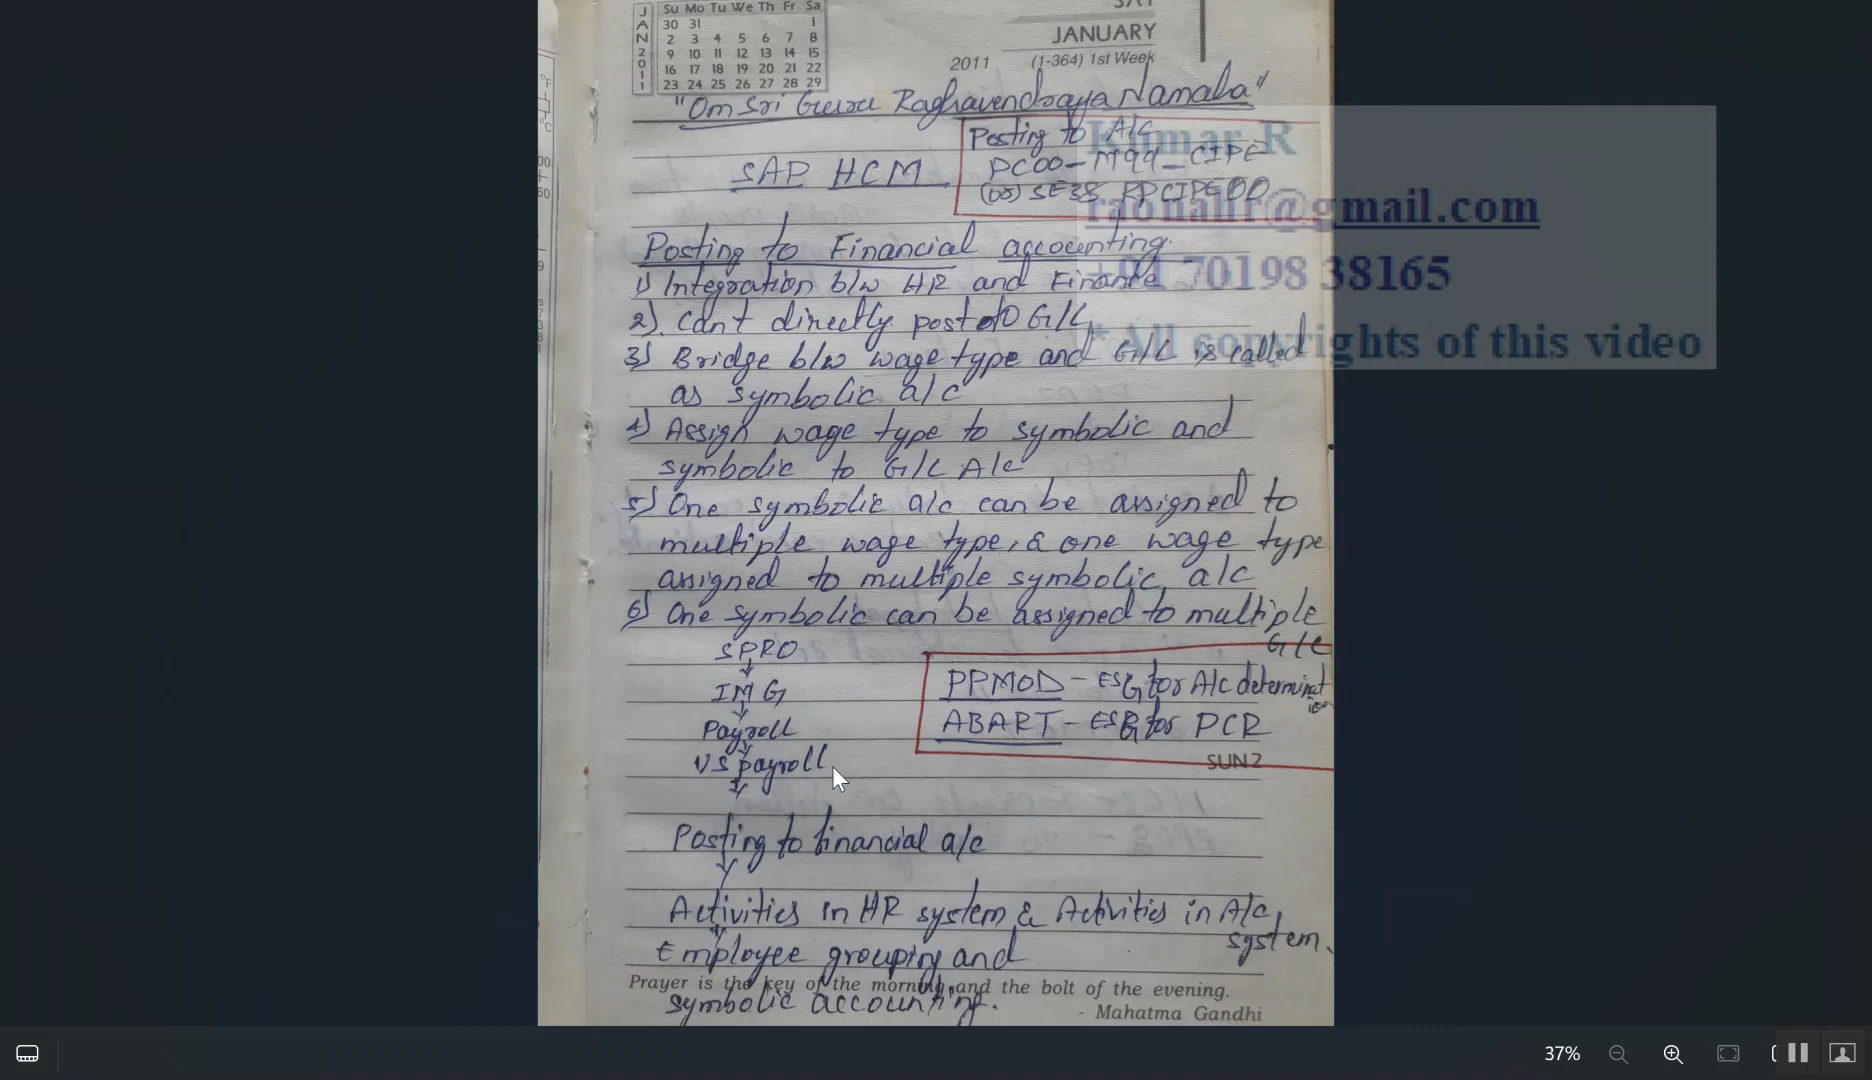 SAT
JAN 2011
Su Mo Tu We Th Fr Sa
30 31 1
2 3 4 5 6 7 8
9 10 11 12 13 14 15
16 17 18 19 20 21 22
23 24 25 26 27 28 29
JANUARY
2011 (1-364) 1st Week
"Om Sri Guru Raghavendraya Namaha"
Posting to A/c
PC00-M99-CIPE
(or) SE38 RPCIPE00
SAP HCM
Kumar R
raonahr@gmail.com
+91 70198 38165
* All copyrights of this video
Posting to Financial accounting.
1) Integration b/w HR and Finance
2). Can't directly post to G/L
3) Bridge b/w wage type and G/L is called
as symbolic a/c
4) Assign wage type to symbolic and
symbolic to G/L A/c
5) One symbolic a/c can be assigned to
multiple wage type, & one wage type
assigned to multiple symbolic a/c
6) One symbolic can be assigned to multiple
G/L
SPRO
IMG
Payroll
US payroll
PPMOD - ESG for A/c determinat
ion
ABART - ESG for PCR
SUN 2
Posting to financial a/c
Activities in HR system & Activities in A/c
system.
Employee grouping and
Prayer is the key of the morning and the bolt of the evening.
symbolic accounting.
- Mahatma Gandhi
37%